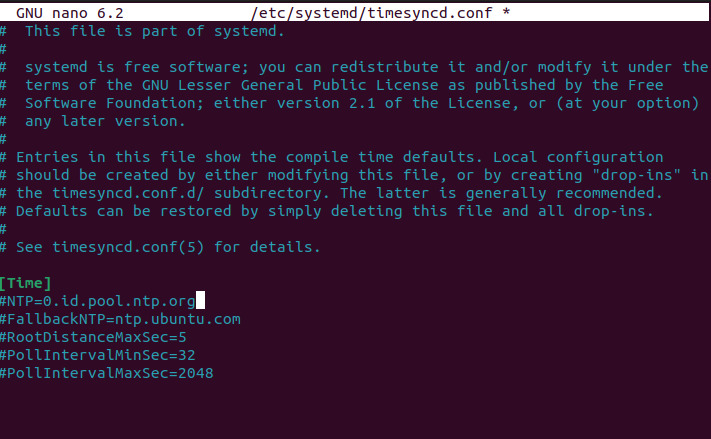 GNU nano 6.2 /etc/systemd/timesyncd.conf *
#  This file is part of systemd.
#
#  systemd is free software; you can redistribute it and/or modify it under the
#  terms of the GNU Lesser General Public License as published by the Free
#  Software Foundation; either version 2.1 of the License, or (at your option)
#  any later version.
#
# Entries in this file show the compile time defaults. Local configuration
# should be created by either modifying this file, or by creating "drop-ins" in
# the timesyncd.conf.d/ subdirectory. The latter is generally recommended.
# Defaults can be restored by simply deleting this file and all drop-ins.
#
# See timesyncd.conf(5) for details.
[Time]
#NTP=0.id.pool.ntp.org
#FallbackNTP=ntp.ubuntu.com
#RootDistanceMaxSec=5
#PollIntervalMinSec=32
#PollIntervalMaxSec=2048